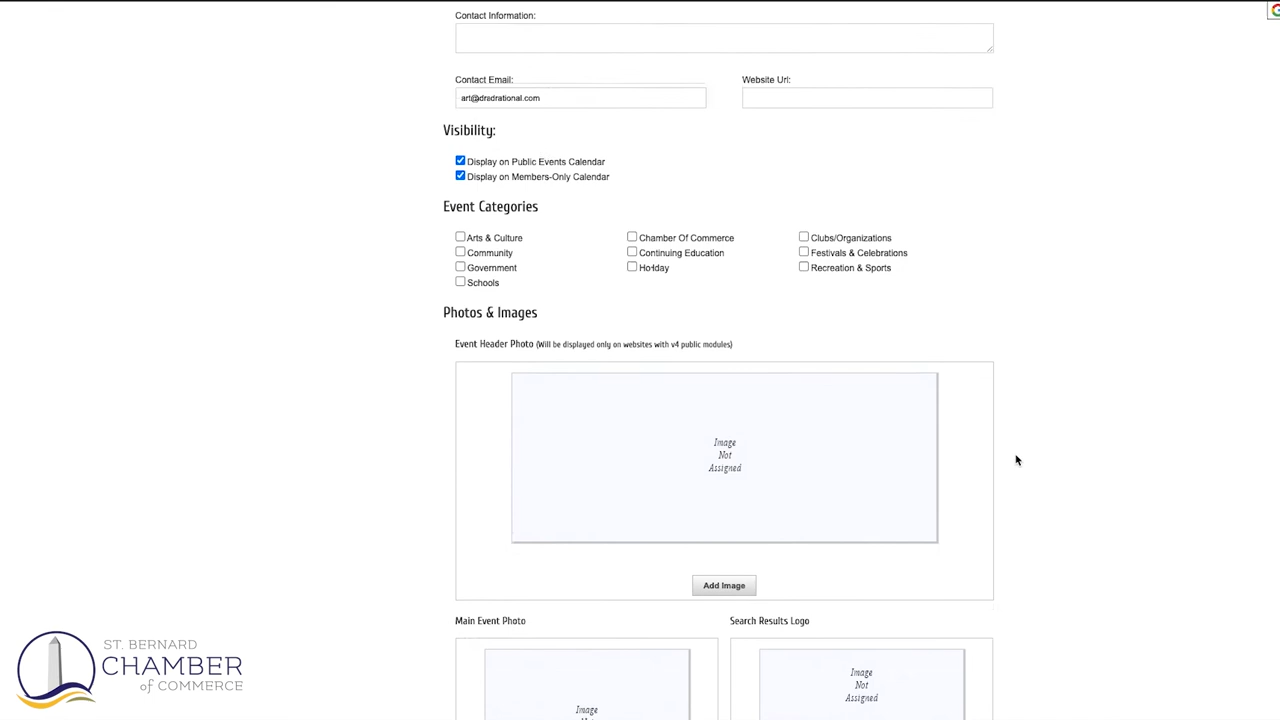 Contact Information:
Contact Email: Website Url:
art@dradrational.com
Visibility:
Display on Public Events Calendar
Display on Members-Only Calendar
Event Categories
Arts & Culture Chamber Of Commerce Clubs/Organizations
Community Continuing Education Festivals & Celebrations
Government Holiday Recreation & Sports
Schools
Photos & Images
Event Header Photo (Will be displayed only on websites with v4 public modules)
Image
Not
Assigned
Add Image
Main Event Photo Search Results Logo
Image
Not
Assigned
Image
ST. BERNARD
CHAMBER
of COMMERCE